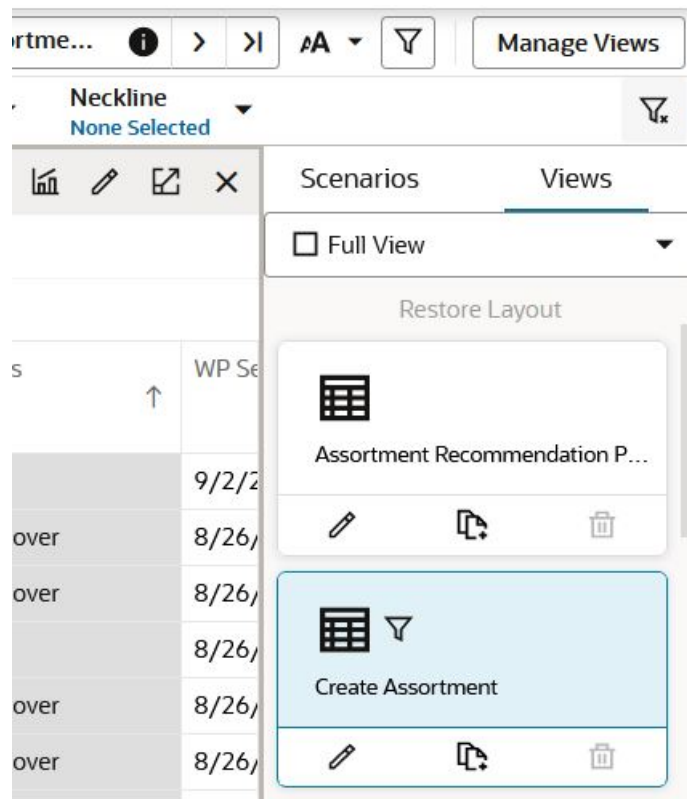 ortme...
AA
Manage Views
Neckline
None Selected
Scenarios
Views
Full View
Restore Layout
s
WP Se
Assortment Recommendation P...
9/2/2
over
8/26/
over
8/26/
8/26/
Create Assortment
over
8/26/
over
8/26/